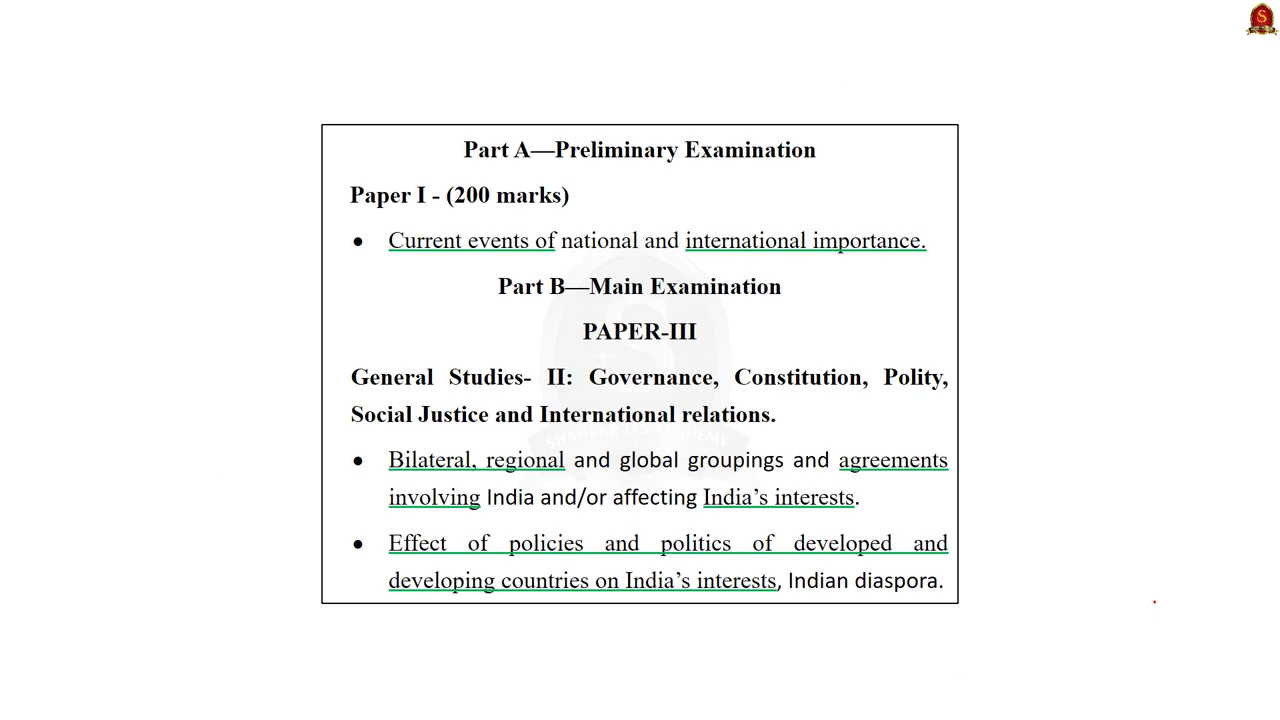 S
Part A—Preliminary Examination
Paper I - (200 marks)
● Current events of national and international importance.
Part B—Main Examination
PAPER-III
General Studies- II: Governance, Constitution, Polity,
Social Justice and International relations.
● Bilateral, regional and global groupings and agreements
involving India and/or affecting India’s interests.
● Effect of policies and politics of developed and
developing countries on India’s interests, Indian diaspora.